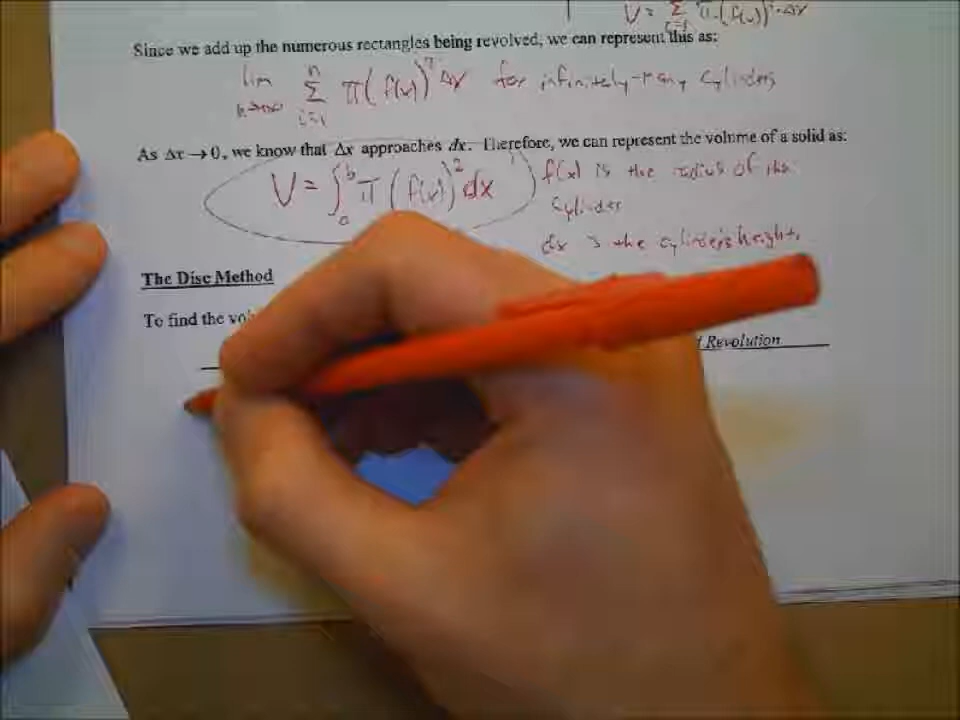 V = Σ i=1 π·(f(x))²·Δx
Since we add up the numerous rectangles being revolved, we can represent this as:
lim n→∞ Σ i=1 n π(f(x))² Δx for infinitely-many cylinders
As Δx → 0, we know that Δx approaches dx. Therefore, we can represent the volume of a solid as:
V = ∫ a b π (f(x))² dx
f(x) is the radius of the
cylinder
dx is the cylinder's height.
The Disc Method
To find the
Revolution